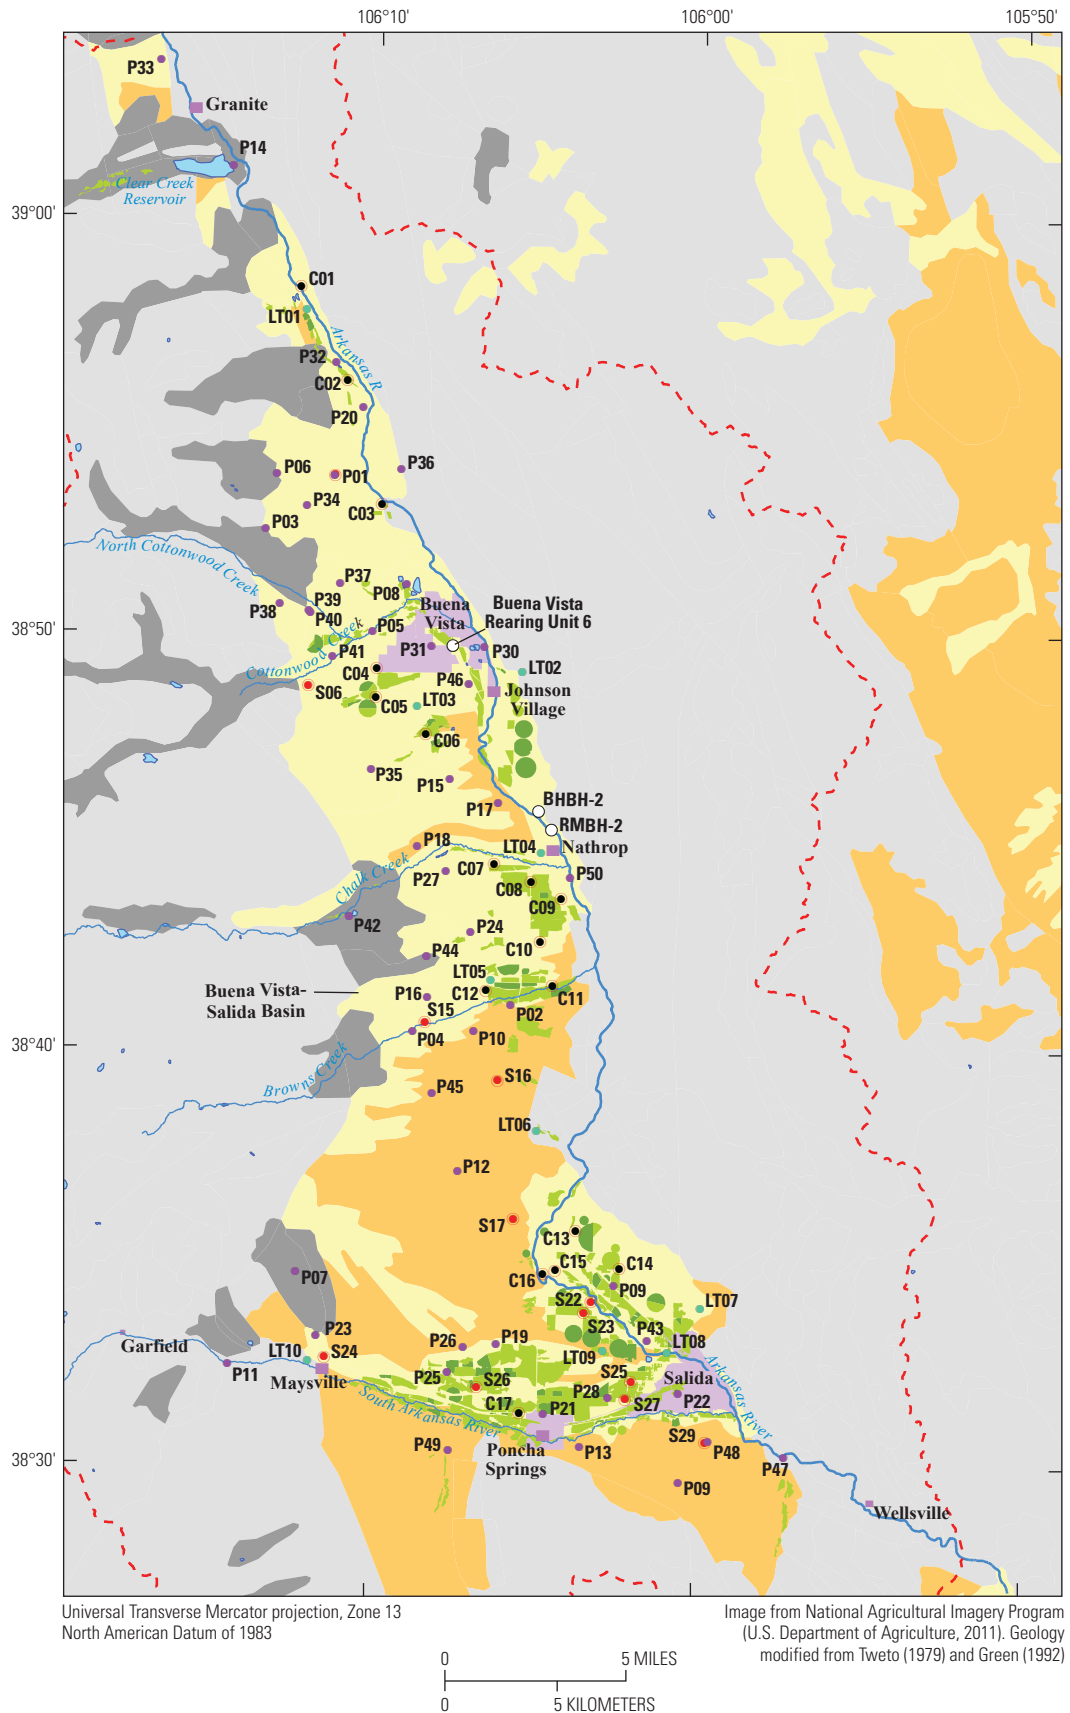 106°10'
106°00'
105°50'
P33
Granite
P14
Clear Creek
Reservoir
39°00'
C01
LT01
Arkansas R
P32
C02
P20
P36
P06
P01
P34
C03
P03
North Cottonwood Creek
P37
P08
P39
P38
P40
Buena
Vista
Buena Vista
Rearing Unit 6
38°50'
P05
Cottonwood Creek
P41
P31
P30
C04
LT02
S06
P46
Johnson
Village
C05
LT03
C06
P35
P15
P17
BHBH-2
RMBH-2
P18
LT04
Nathrop
Chalk Creek
C07
P27
P50
C08
C09
P42
P24
C10
P44
LT05
Buena Vista-
Salida Basin
C12
C11
P16
S15
P02
38°40'
P04
P10
Browns Creek
S16
P45
LT06
P12
S17
C13
C15
C14
P07
C16
P09
S22
LT07
S23
P43
P23
P26
P19
LT08
Garfield
LT10
S24
LT09
Arkansas River
P11
Maysville
P25
S26
S25
Salida
P28
P22
South Arkansas River
C17
P21
S27
S29
P48
P49
Poncha
Springs
P13
38°30'
P47
P09
Wellsville
Universal Transverse Mercator projection, Zone 13
North American Datum of 1983
Image from National Agricultural Imagery Program
(U.S. Department of Agriculture, 2011). Geology
modified from Tweto (1979) and Green (1992)
0
5 MILES
0
5 KILOMETERS